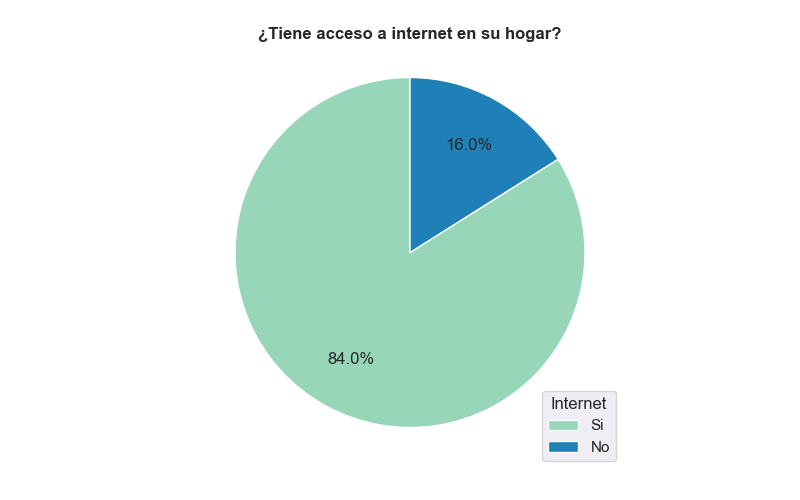 ¿Tiene acceso a internet en su hogar?
16.0%
84.0%
Internet
Si
No